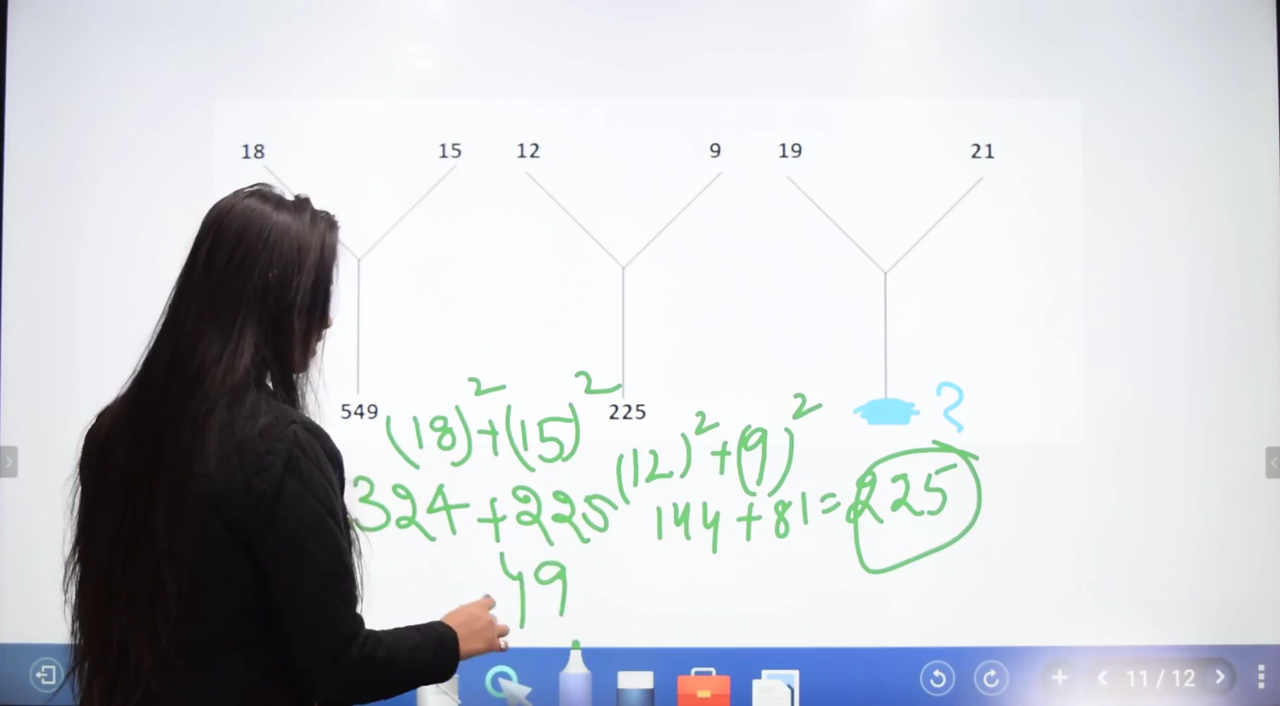 18 15 12 9 19 21
549 225 ?
(18)²+(15)²
(12)²+(9)²
324+225
144+81=225
49
11 / 12